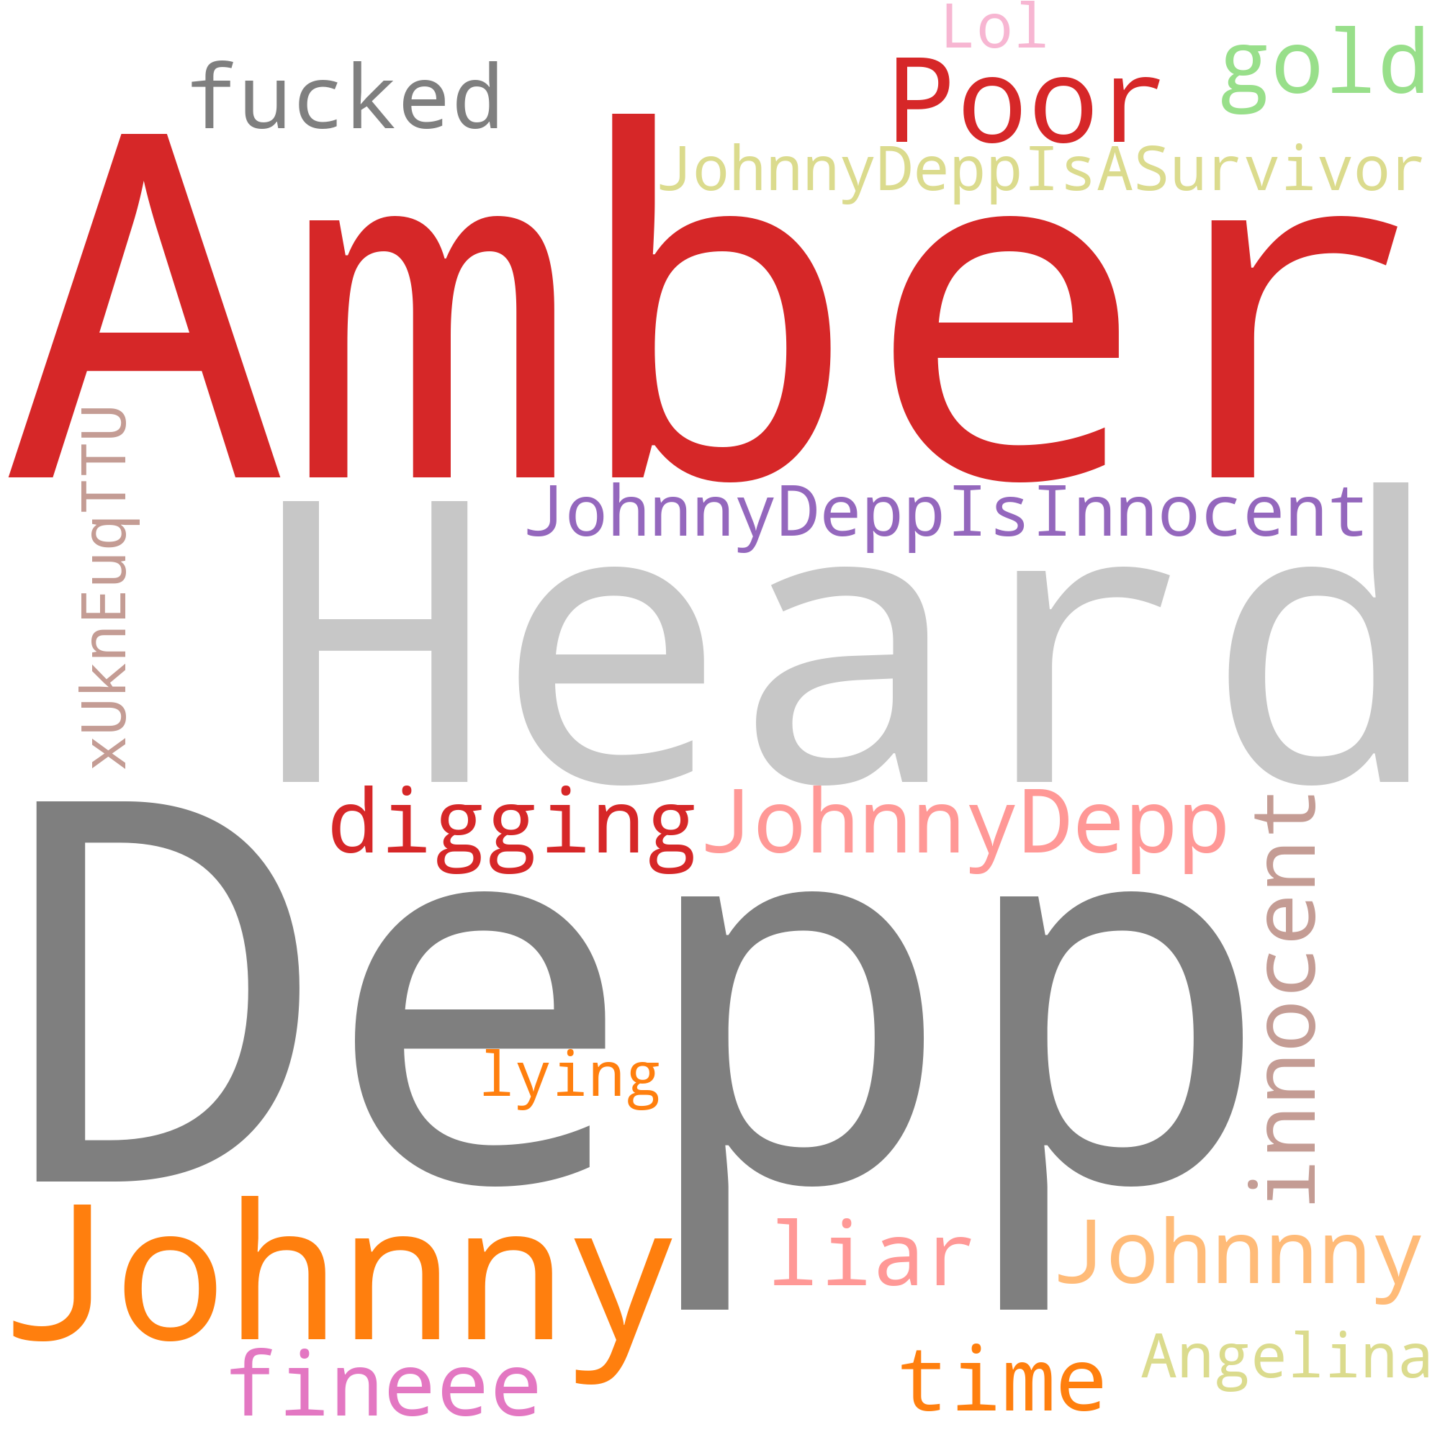 Lol
fucked
Poor
gold
JohnnyDeppIsASurvivor
Amber
xUknEuqTTU
JohnnyDeppIsInnocent
Heard
digging
JohnnyDepp
innocent
Depp
lying
Johnny
liar
Johnnny
fineee
time
Angelina